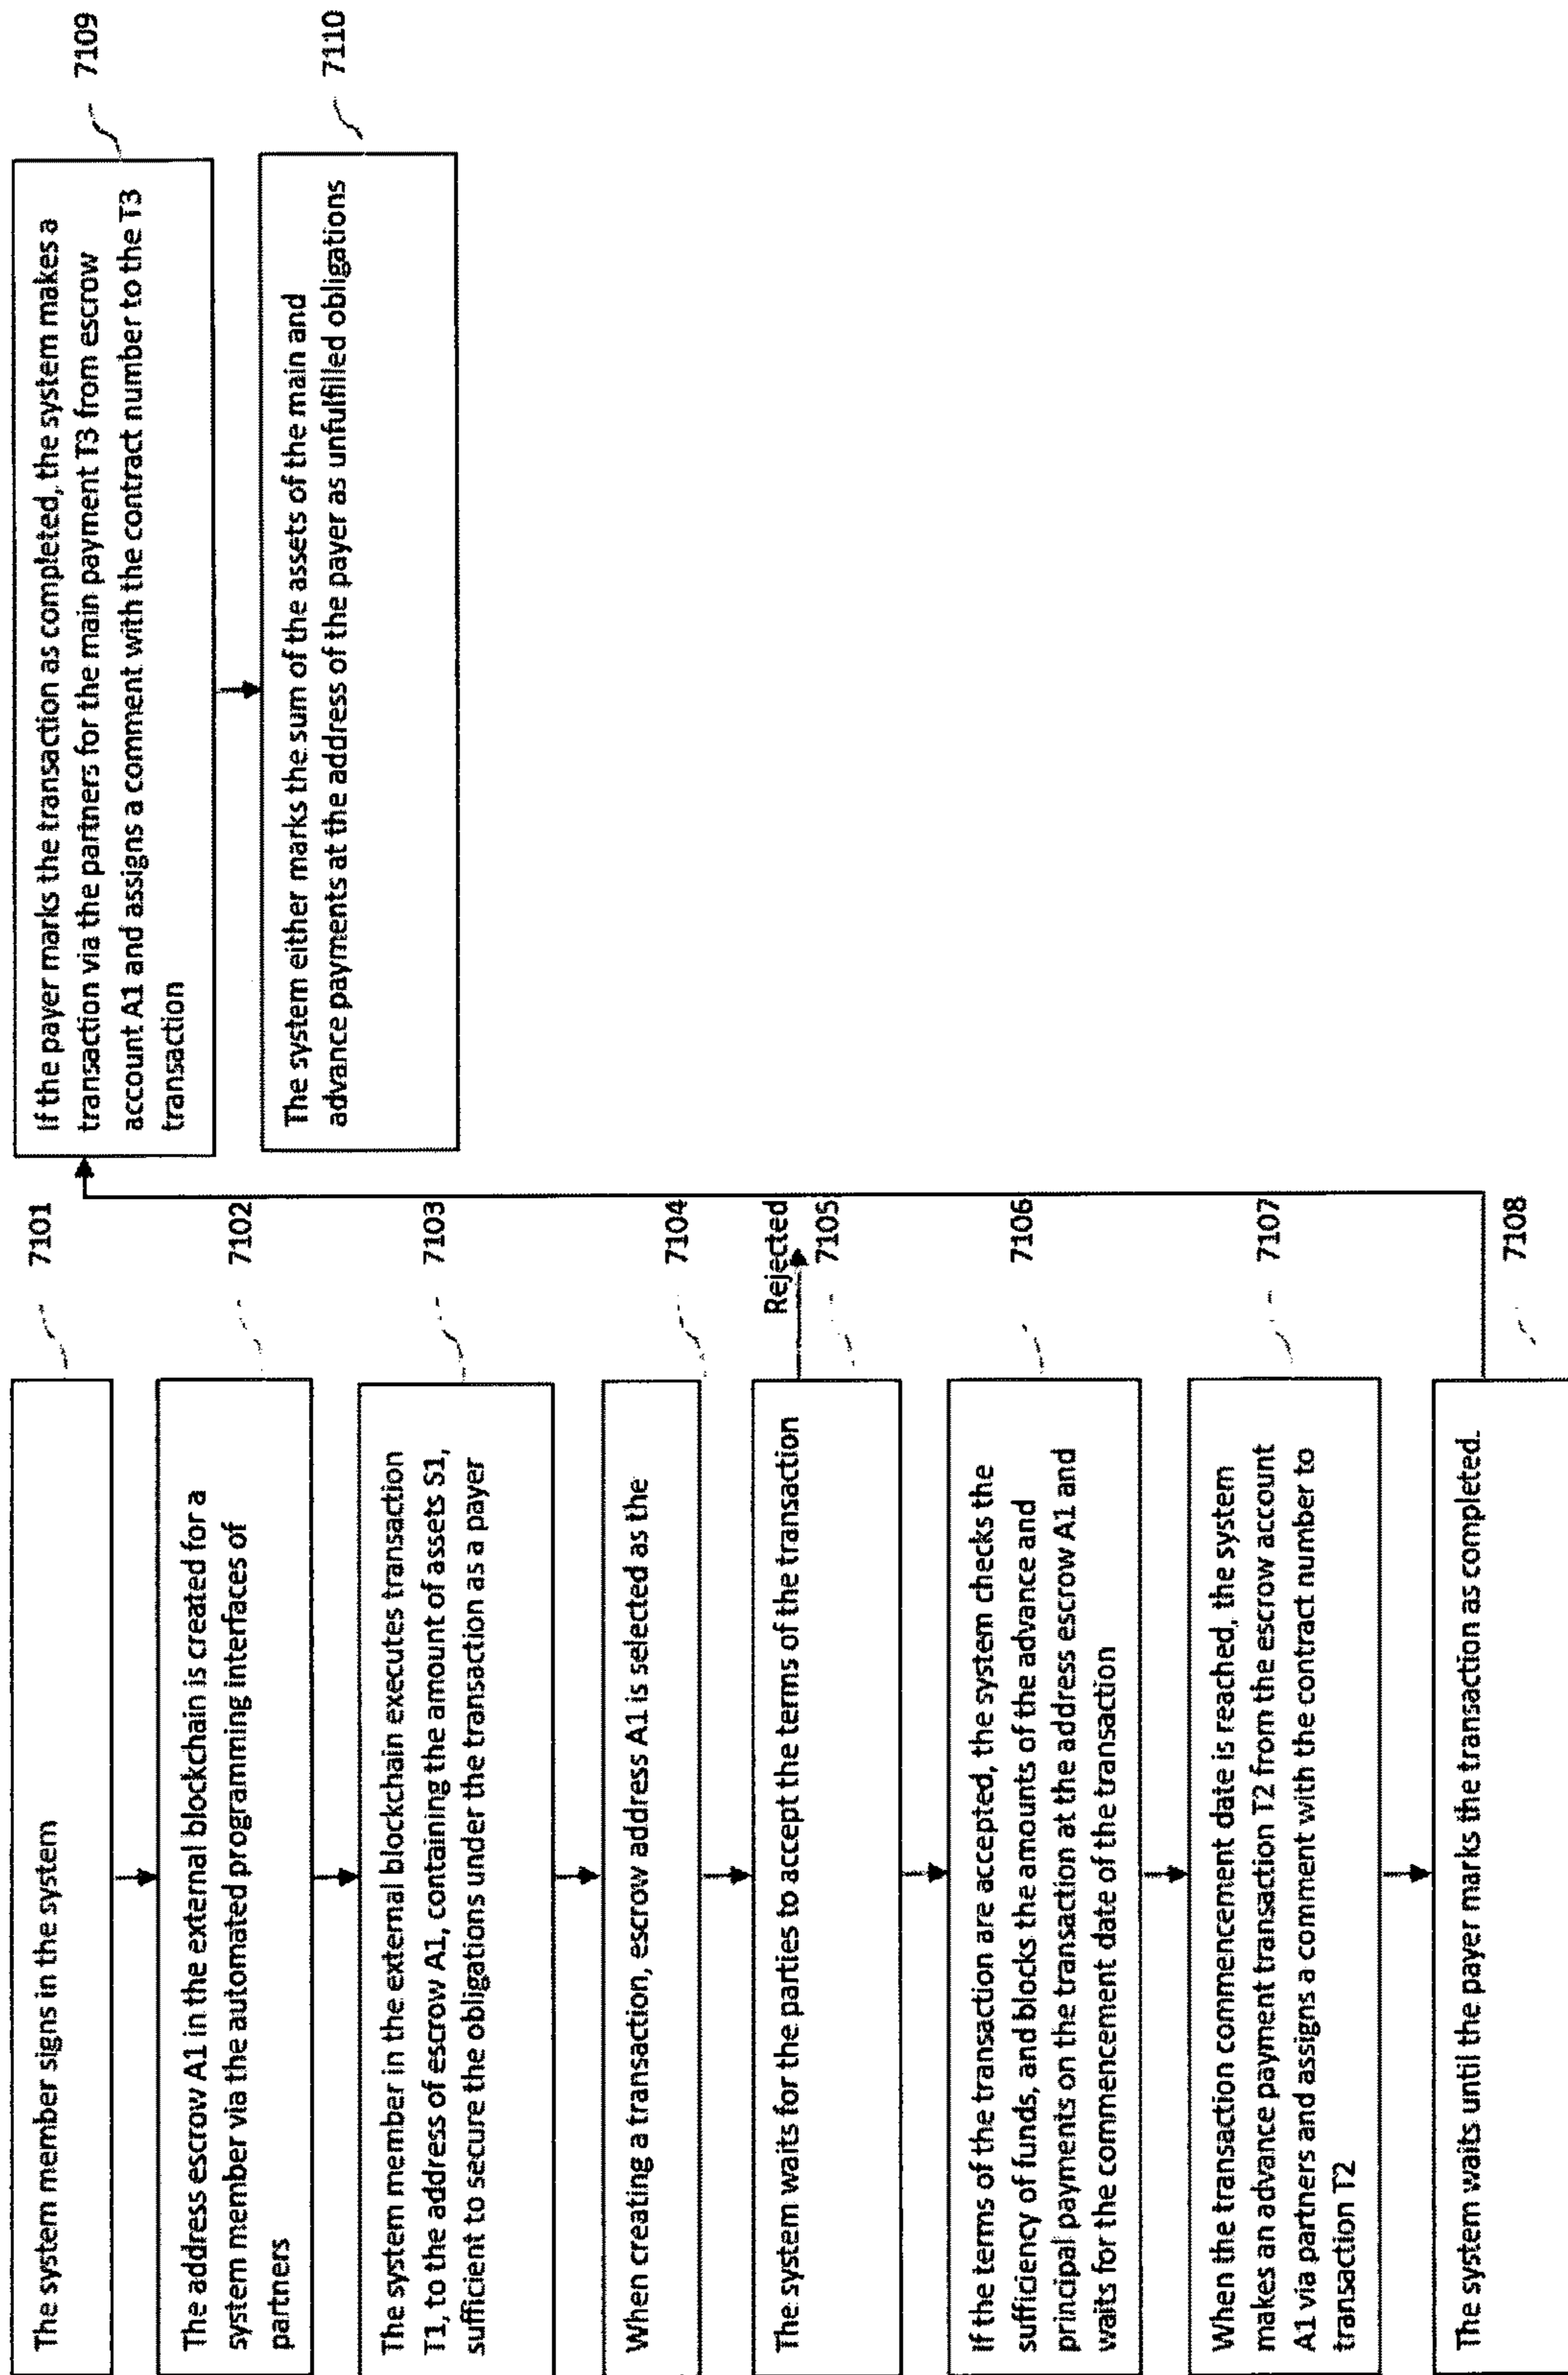 The system member signs in the system
7101
The address escrow A1 in the external blockchain is created for a
system member via the automated programming interfaces of
partners
7102
The system member in the external blockchain executes transaction
T1, to the address of escrow A1, containing the amount of assets S1,
sufficient to secure the obligations under the transaction as a payer
7103
When creating a transaction, escrow address A1 is selected as the
7104
The system waits for the parties to accept the terms of the transaction
Rejected
7105
If the terms of the transaction are accepted, the system checks the
sufficiency of funds, and blocks the amounts of the advance and
principal payments on the transaction at the address escrow A1 and
waits for the commencement date of the transaction
7106
When the transaction commencement date is reached, the system
makes an advance payment transaction T2 from the escrow account
A1 via partners and assigns a comment with the contract number to
transaction T2
7107
The system waits until the payer marks the transaction as completed.
7108
If the payer marks the transaction as completed, the system makes a
transaction via the partners for the main payment T3 from escrow
account A1 and assigns a comment with the contract number to the T3
transaction
7109
The system either marks the sum of the assets of the main and
advance payments at the address of the payer as unfulfilled obligations
7110